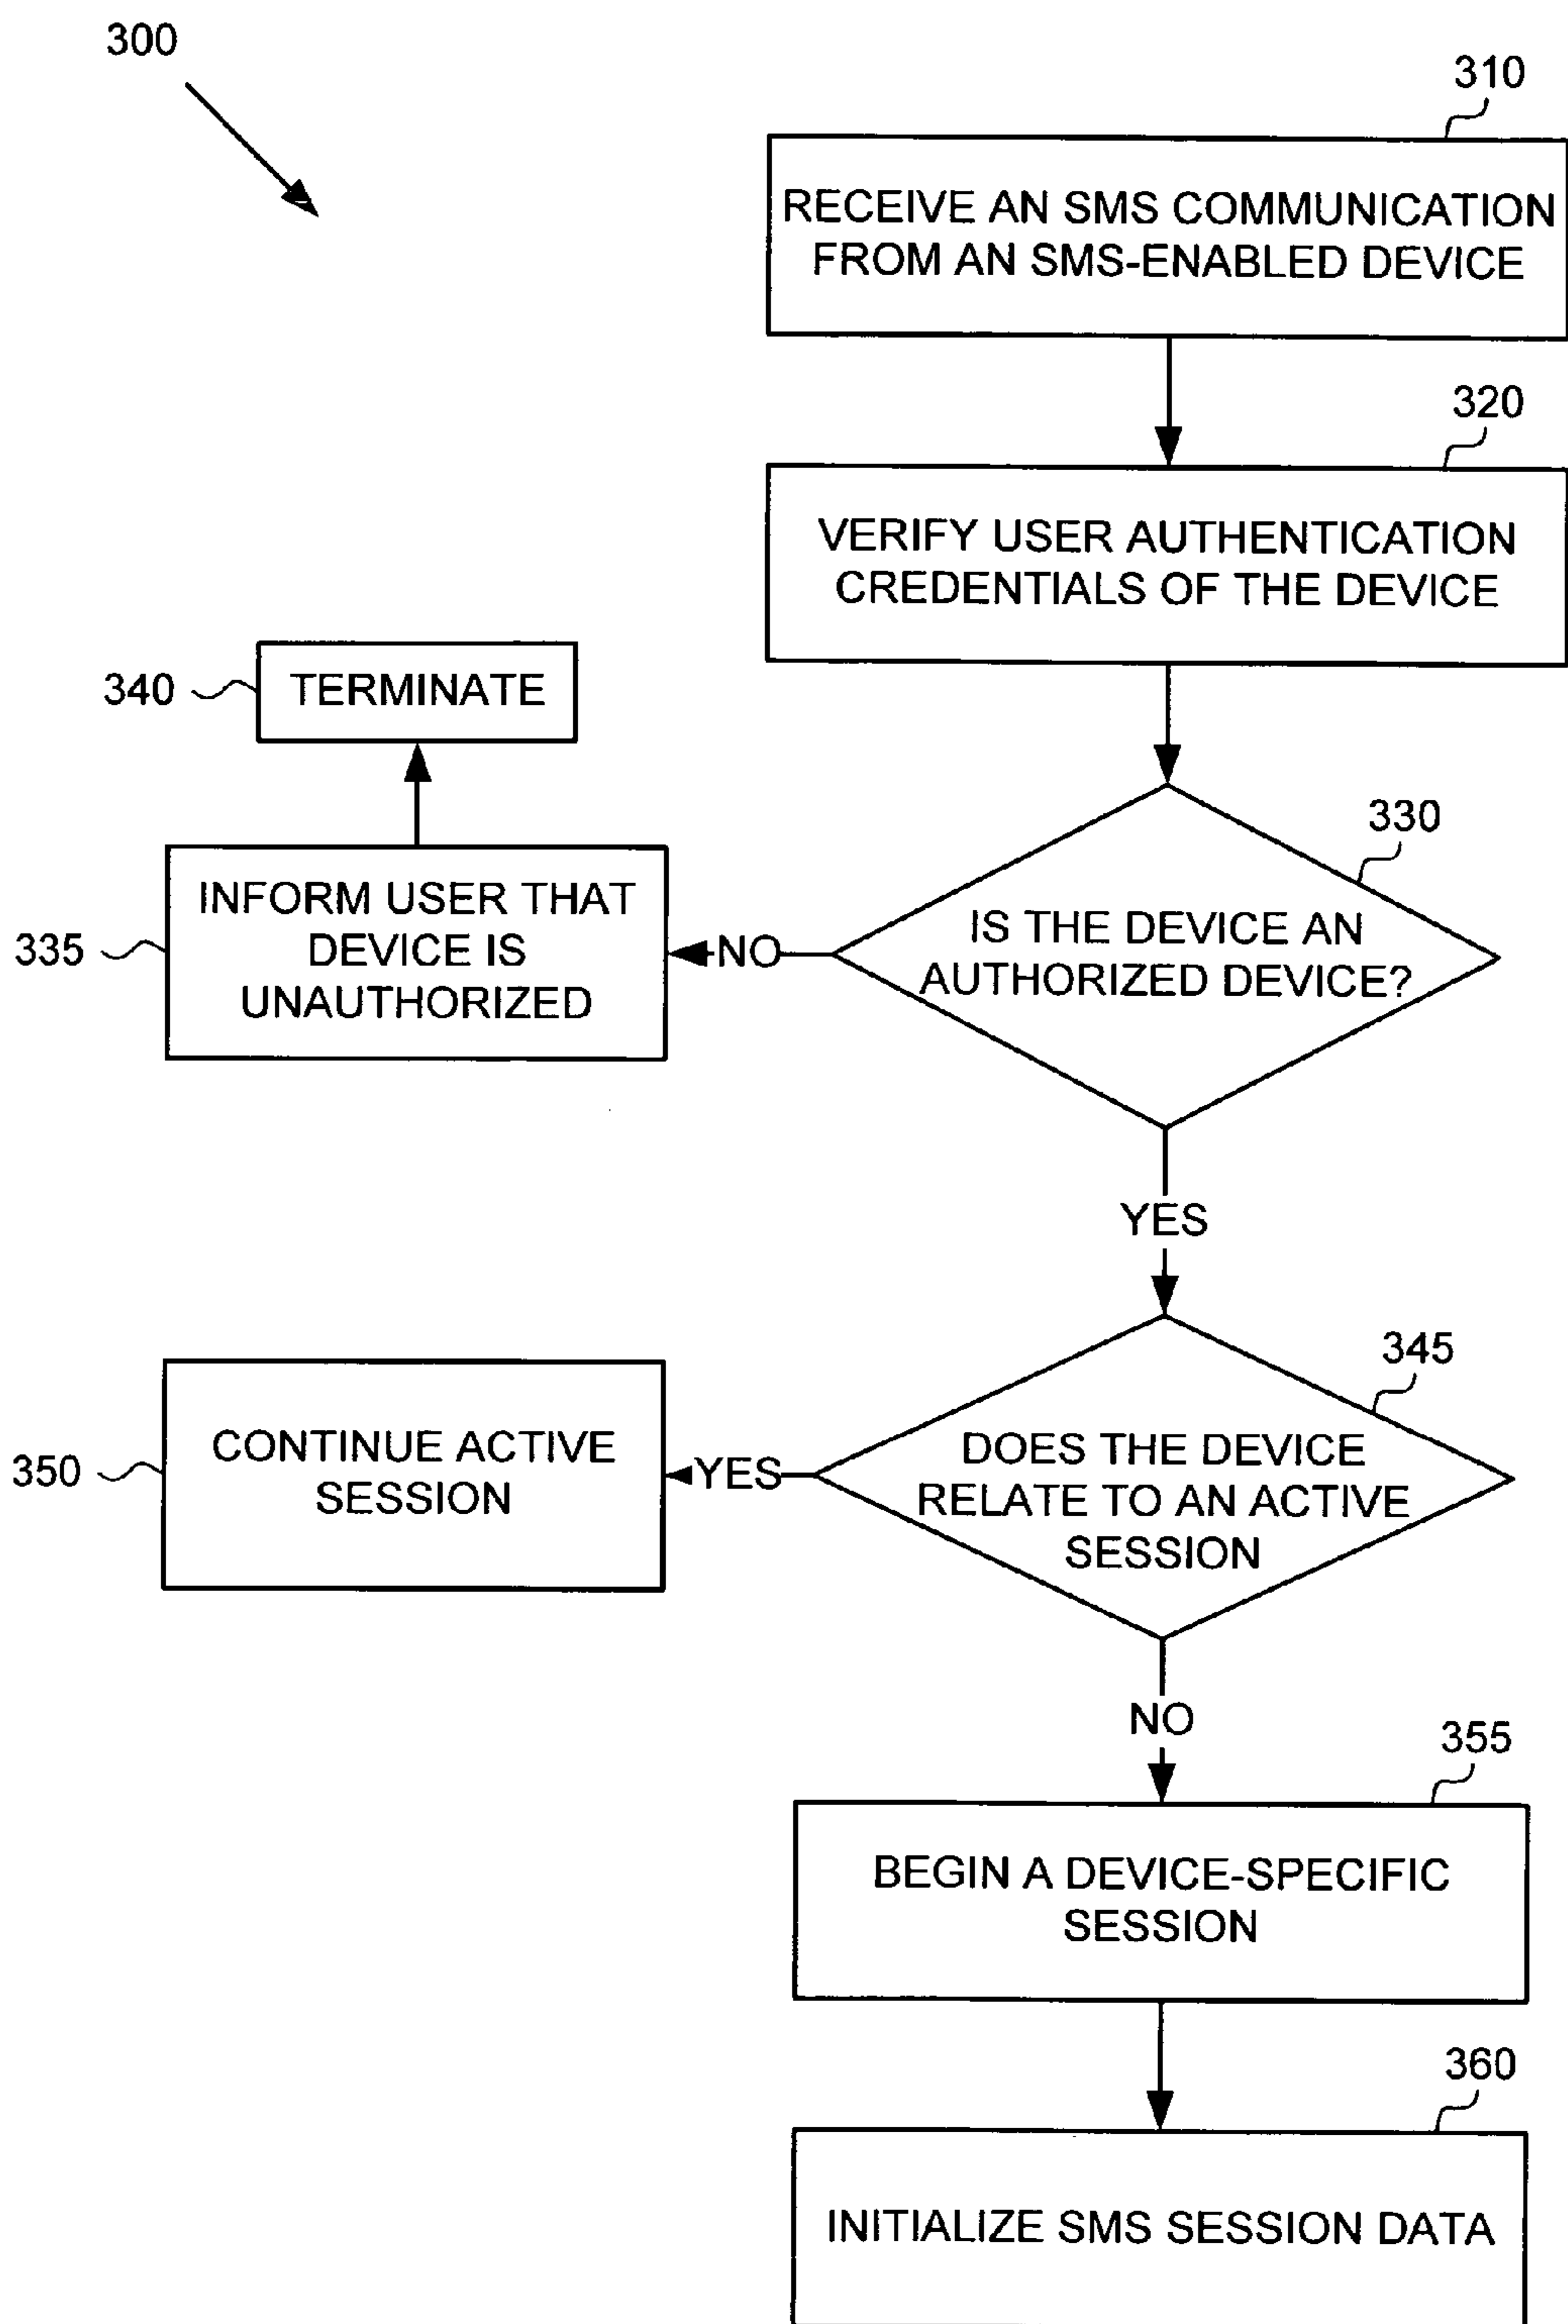 300
310
RECEIVE AN SMS COMMUNICATION
FROM AN SMS-ENABLED DEVICE
320
VERIFY USER AUTHENTICATION
CREDENTIALS OF THE DEVICE
340
TERMINATE
330
IS THE DEVICE AN
AUTHORIZED DEVICE?
NO
335
INFORM USER THAT
DEVICE IS
UNAUTHORIZED
YES
345
DOES THE DEVICE
RELATE TO AN ACTIVE
SESSION
YES
350
CONTINUE ACTIVE
SESSION
NO
355
BEGIN A DEVICE-SPECIFIC
SESSION
360
INITIALIZE SMS SESSION DATA